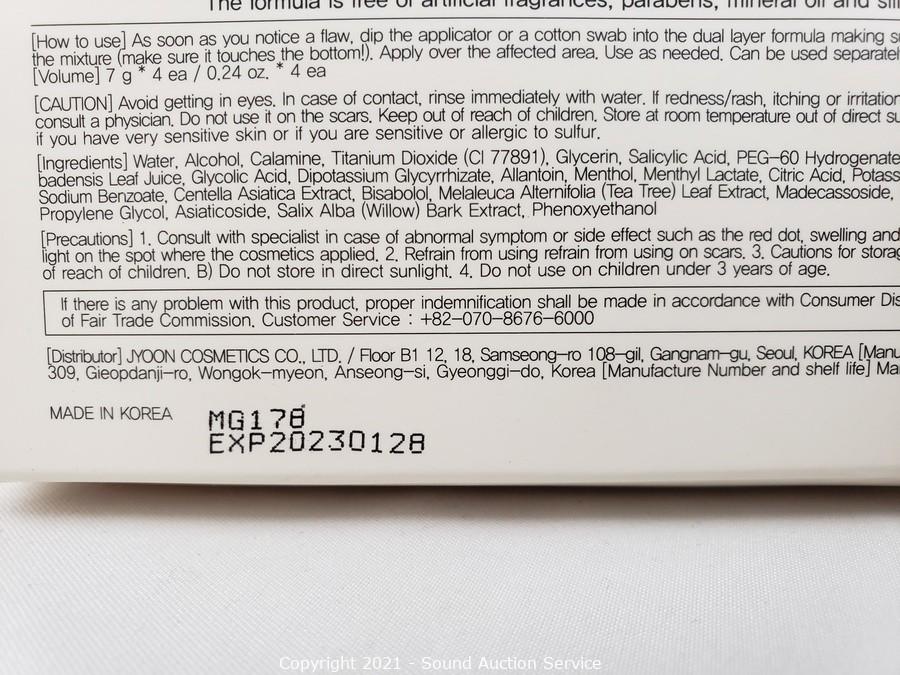 The formula is free of artificial fragrances, parabens, mineral oil and
[How to use] As soon as you notice a flaw, dip the applicator or a cotton swab into the dual layer formula making
the mixture (make sure it touches the bottom!). Apply over the affected area. Use as needed. Can be used separately
[Volume] 7 g * 4 ea / 0.24 oz. * 4 ea
[CAUTION] Avoid getting in eyes. In case of contact, rinse immediately with water. If redness/rash, itching or irritation
consult a physician. Do not use it on the scars. Keep out of reach of children. Store at room temperature out of direct
if you have very sensitive skin or if you are sensitive or allergic to sulfur.
[Ingredients] Water, Alcohol, Calamine, Titanium Dioxide (CI 77891), Glycerin, Salicylic Acid, PEG-60 Hydrogenate
badensis Leaf Juice, Glycolic Acid, Dipotassium Glycyrrhizate, Allantoin, Menthol, Menthyl Lactate, Citric Acid, Potass
Sodium Benzoate, Centella Asiatica Extract, Bisabolol, Melaleuca Alternifolia (Tea Tree) Leaf Extract, Madecassoside,
Propylene Glycol, Asiaticoside, Salix Alba (Willow) Bark Extract, Phenoxyethanol
[Precautions] 1. Consult with specialist in case of abnormal symptom or side effect such as the red dot, swelling and
light on the spot where the cosmetics applied. 2. Refrain from using refrain from using on scars. 3. Cautions for storag
of reach of children. B) Do not store in direct sunlight. 4. Do not use on children under 3 years of age.
If there is any problem with this product, proper indemnification shall be made in accordance with Consumer Dis
of Fair Trade Commission. Customer Service : +82-070-8676-6000
[Distributor] JYOON COSMETICS CO., LTD. / Floor B1 12, 18, Samseong-ro 108-gil, Gangnam-gu, Seoul, KOREA [Manu
309, Gieopdanji-ro, Wongok-myeon, Anseong-si, Gyeonggi-do, Korea [Manufacture Number and shelf life] Ma
MADE IN KOREA
MG178
EXP20230128
Copyright 2021 - Sound Auction Service